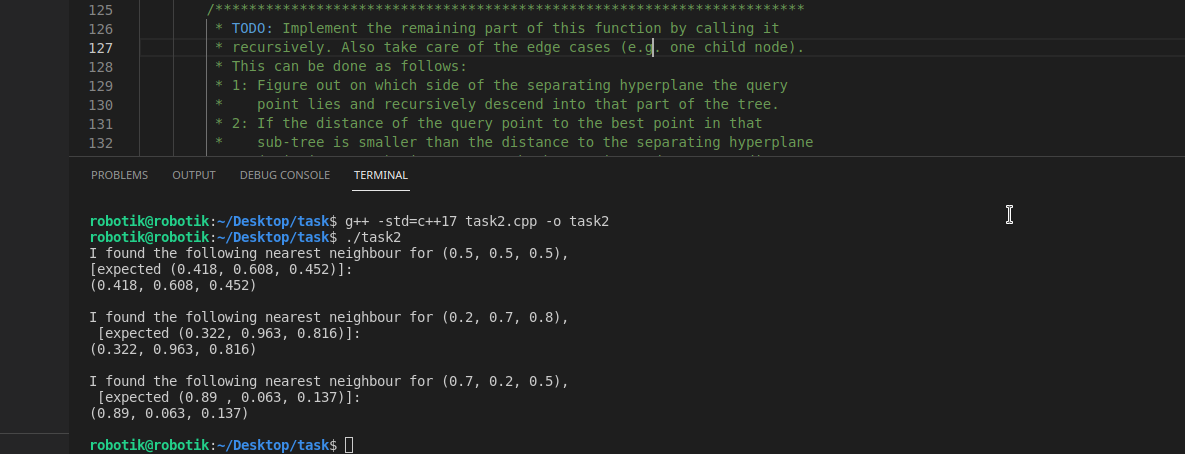 125 /**********************************************************************
126 * TODO: Implement the remaining part of this function by calling it
127 * recursively. Also take care of the edge cases (e.g. one child node).
128 * This can be done as follows:
129 * 1: Figure out on which side of the separating hyperplane the query
130 *    point lies and recursively descend into that part of the tree.
131 * 2: If the distance of the query point to the best point in that
132 *    sub-tree is smaller than the distance to the separating hyperplane
PROBLEMS OUTPUT DEBUG CONSOLE TERMINAL
robotik@robotik:~/Desktop/task$ g++ -std=c++17 task2.cpp -o task2
robotik@robotik:~/Desktop/task$ ./task2
I found the following nearest neighbour for (0.5, 0.5, 0.5),
[expected (0.418, 0.608, 0.452)]:
(0.418, 0.608, 0.452)
I found the following nearest neighbour for (0.2, 0.7, 0.8),
 [expected (0.322, 0.963, 0.816)]:
(0.322, 0.963, 0.816)
I found the following nearest neighbour for (0.7, 0.2, 0.5),
 [expected (0.89 , 0.063, 0.137)]:
(0.89, 0.063, 0.137)
robotik@robotik:~/Desktop/task$